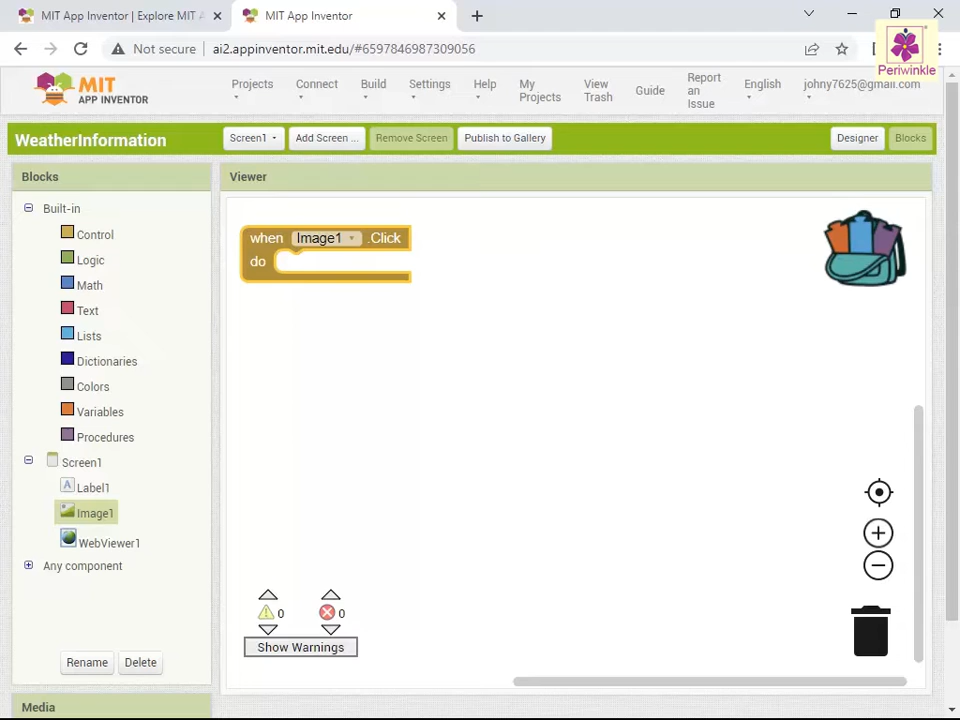 MIT App Inventor | Explore MIT A
MIT App Inventor
Not secure ai2.appinventor.mit.edu/#6597846987309056
Periwinkle
MIT
APP INVENTOR
Projects
Connect
Build
Settings
Help
My Projects
View Trash
Guide
Report an Issue
English
johny7625@gmail.com
WeatherInformation
Screen1
Add Screen ...
Remove Screen
Publish to Gallery
Designer
Blocks
Blocks
Viewer
Built-in
Control
Logic
Math
Text
Lists
Dictionaries
Colors
Variables
Procedures
Screen1
A Label1
Image1
WebViewer1
Any component
Rename
Delete
Media
when Image1 .Click
do
0
0
Show Warnings